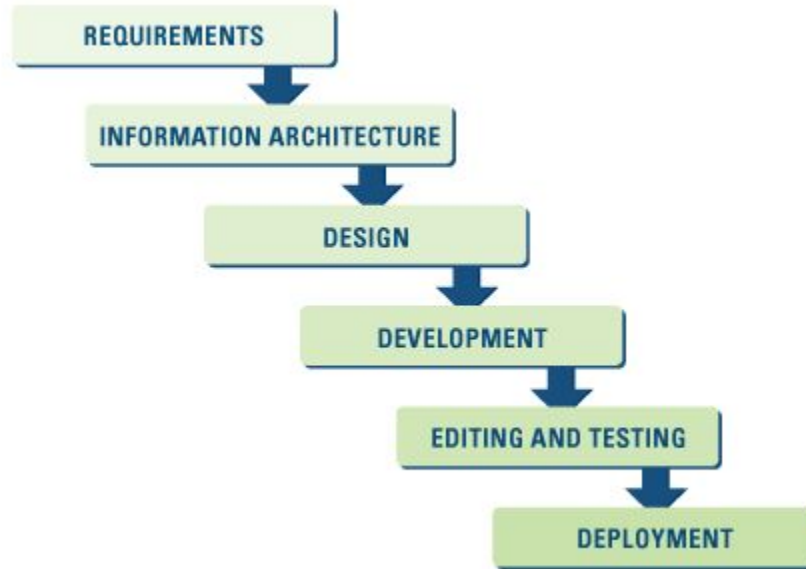 REQUIREMENTS
INFORMATION ARCHITECTURE
DESIGN
DEVELOPMENT
EDITING AND TESTING
DEPLOYMENT